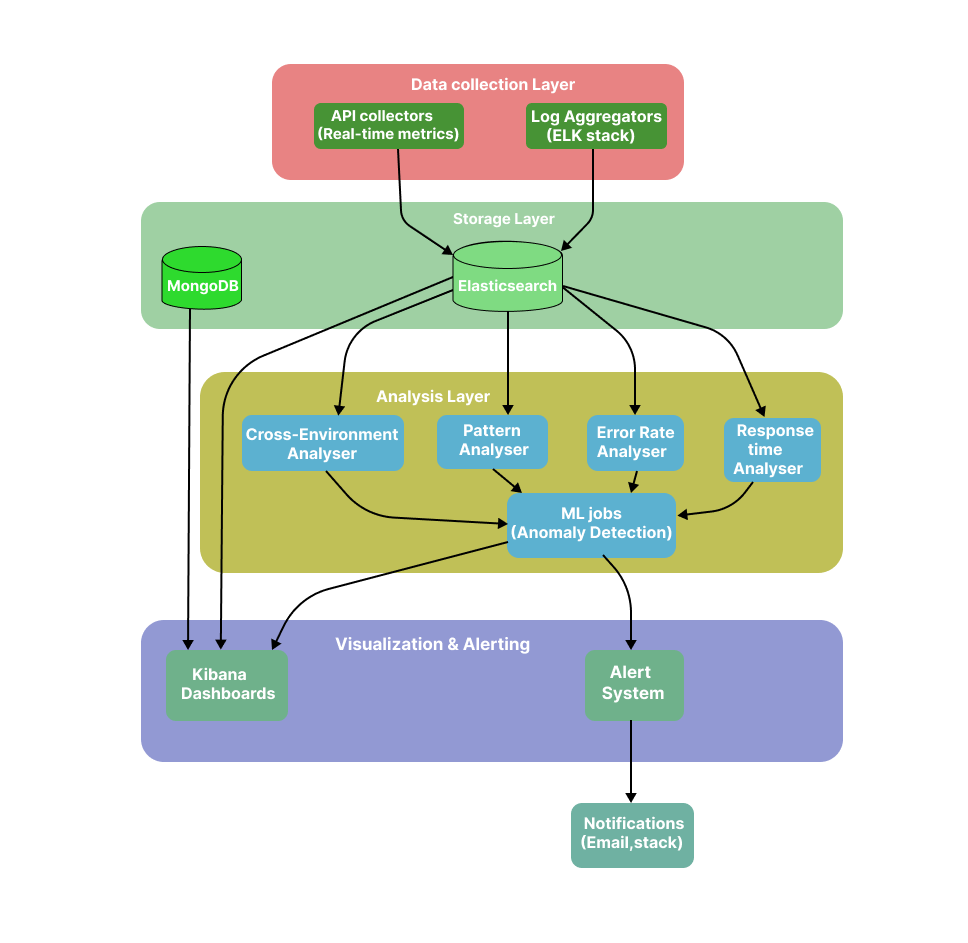 Data collection Layer
API collectors
(Real-time metrics)
Log Aggregators
(ELK stack)
Storage Layer
MongoDB
Elasticsearch
Analysis Layer
Cross-Environment
Analyser
Pattern
Analyser
Error Rate
Analyser
Response
time
Analyser
ML jobs
(Anomaly Detection)
Visualization & Alerting
Kibana
Dashboards
Alert
System
Notifications
(Email,stack)